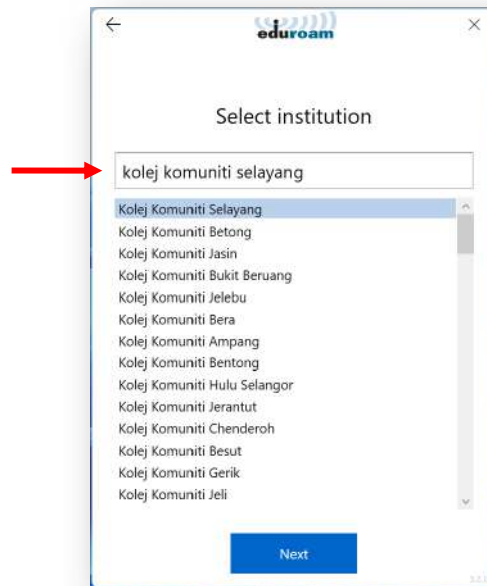 eduroam
Select institution
kolej komuniti selayang
Kolej Komuniti Selayang
Kolej Komuniti Betong
Kolej Komuniti Jasin
Kolej Komuniti Bukit Beruang
Kolej Komuniti Jelebu
Kolej Komuniti Bera
Kolej Komuniti Ampang
Kolej Komuniti Bentong
Kolej Komuniti Hulu Selangor
Kolej Komuniti Jerantut
Kolej Komuniti Chenderoh
Kolej Komuniti Besut
Kolej Komuniti Gerik
Kolej Komuniti Jeli
Next